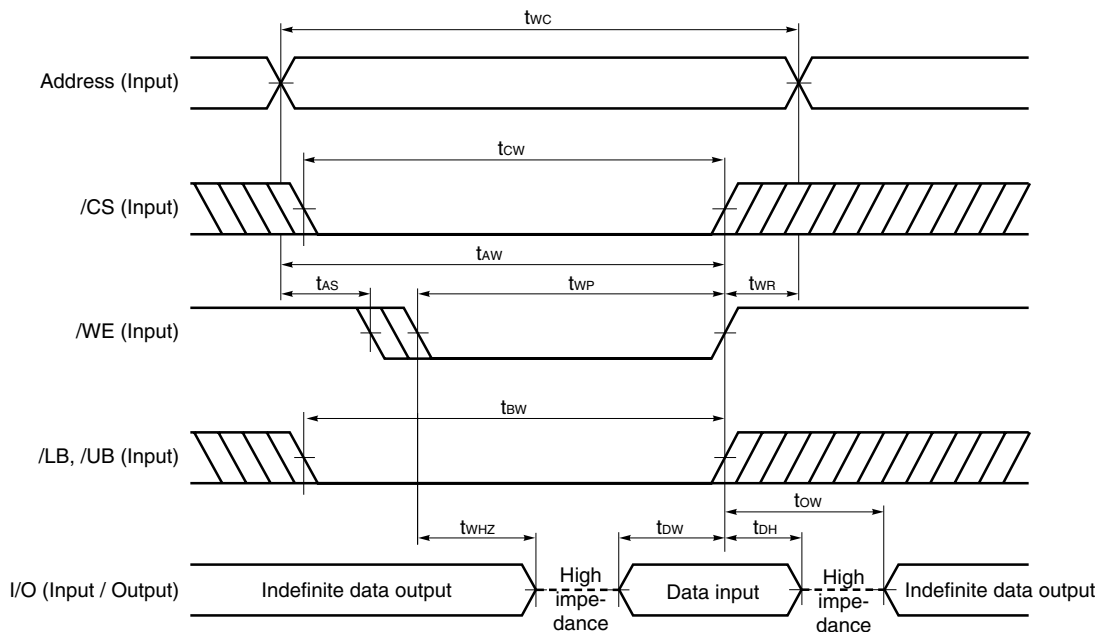 tWC
Address (Input)
tCW
/CS (Input)
tAW
tAS
tWP
tWR
/WE (Input)
tBW
/LB, /UB (Input)
tOW
tWHZ
tDW
tDH
I/O (Input / Output)
Indefinite data output
High
impe-
dance
Data input
High
impe-
dance
Indefinite data output